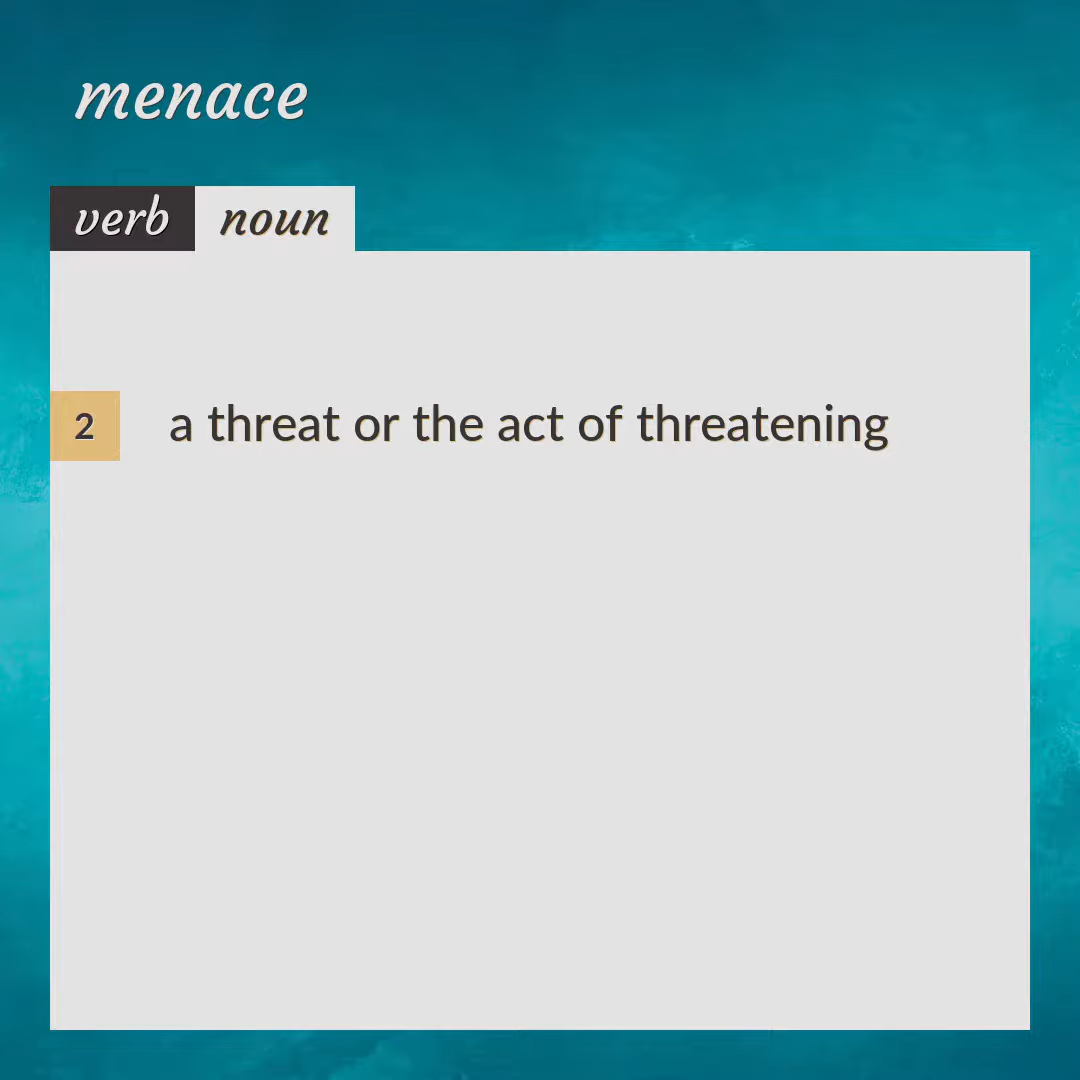 menace
verb noun
2 a threat or the act of threatening